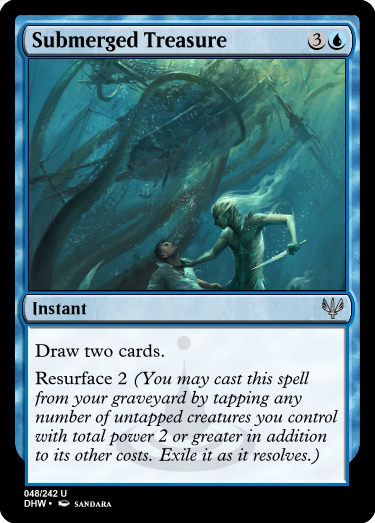 Submerged Treasure 3
Instant
Draw two cards.
Resurface 2 (You may cast this spell
from your graveyard by tapping any
number of untapped creatures you control
with total power 2 or greater in addition
to its other costs. Exile it as it resolves.)
048/242 U
DHW • SANDARA